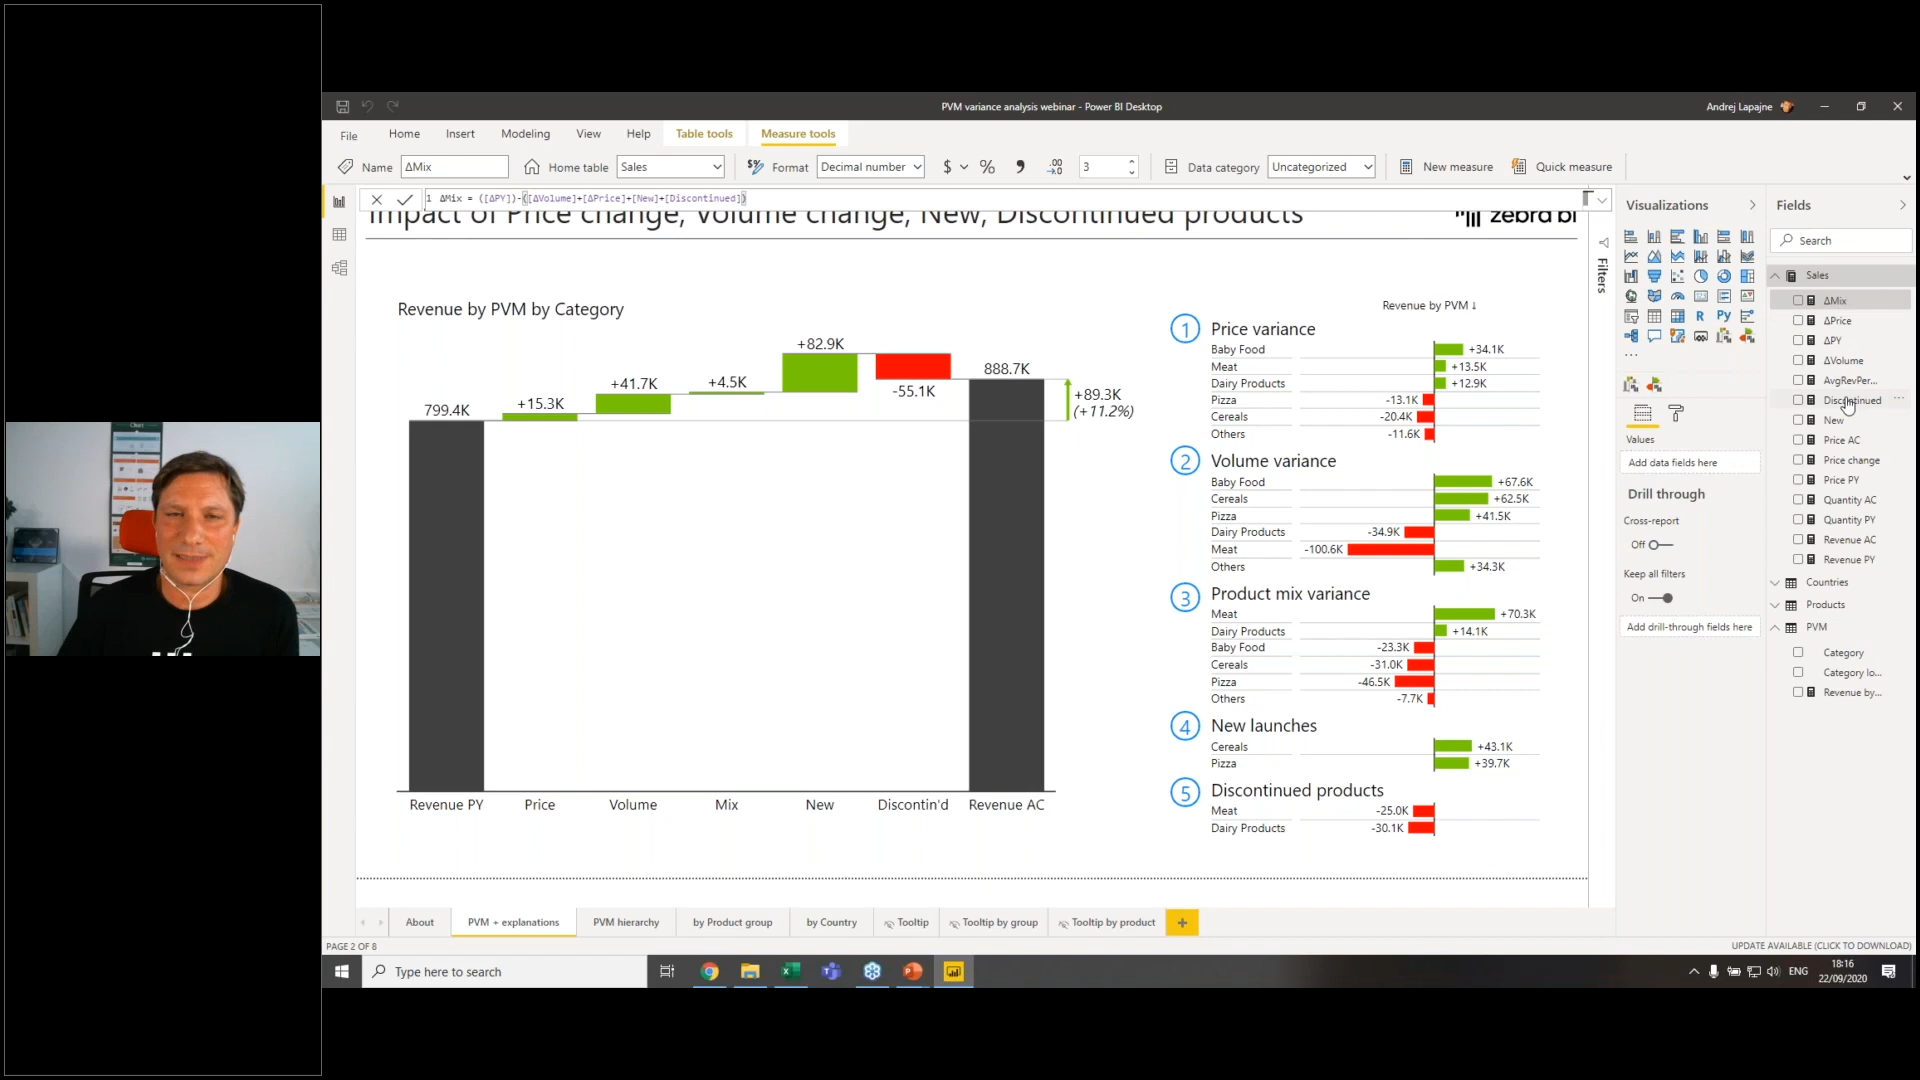 PVM variance analysis webinar - Power BI Desktop
Andrej Lapajne
File Home Insert Modeling View Help Table tools Measure tools
Name ΔMix Home table Sales Format Decimal number $ % 3 Data category Uncategorized New measure Quick measure
1 ΔMix = ([ΔPY])-([ΔVolume]+[ΔPrice]+[New]+[Discontinued])
Impact of Price change, Volume change, New, Discontinued products
zebra bi
Revenue by PVM by Category
799.4K
+15.3K
+41.7K
+4.5K
+82.9K
-55.1K
888.7K
+89.3K
(+11.2%)
Revenue PY Price Volume Mix New Discontin'd Revenue AC
Revenue by PVM ↓
1 Price variance
Baby Food +34.1K
Meat +13.5K
Dairy Products +12.9K
Pizza -13.1K
Cereals -20.4K
Others -11.6K
2 Volume variance
Baby Food +67.6K
Cereals +62.5K
Pizza +41.5K
Dairy Products -34.9K
Meat -100.6K
Others +34.3K
3 Product mix variance
Meat +70.3K
Dairy Products +14.1K
Baby Food -23.3K
Cereals -31.0K
Pizza -46.5K
Others -7.7K
4 New launches
Cereals +43.1K
Pizza +39.7K
5 Discontinued products
Meat -25.0K
Dairy Products -30.1K
Filters
Visualizations
R Py
Values
Add data fields here
Drill through
Cross-report
Off
Keep all filters
On
Add drill-through fields here
Fields
Search
Sales
ΔMix
ΔPrice
ΔPY
ΔVolume
AvgRevPer...
Discontinued
New
Price AC
Price change
Price PY
Quantity AC
Quantity PY
Revenue AC
Revenue PY
Countries
Products
PVM
Category
Category lo...
Revenue by...
About PVM + explanations PVM hierarchy by Product group by Country Tooltip Tooltip by group Tooltip by product +
PAGE 2 OF 8
UPDATE AVAILABLE (CLICK TO DOWNLOAD)
Type here to search
ENG
18:16
22/09/2020